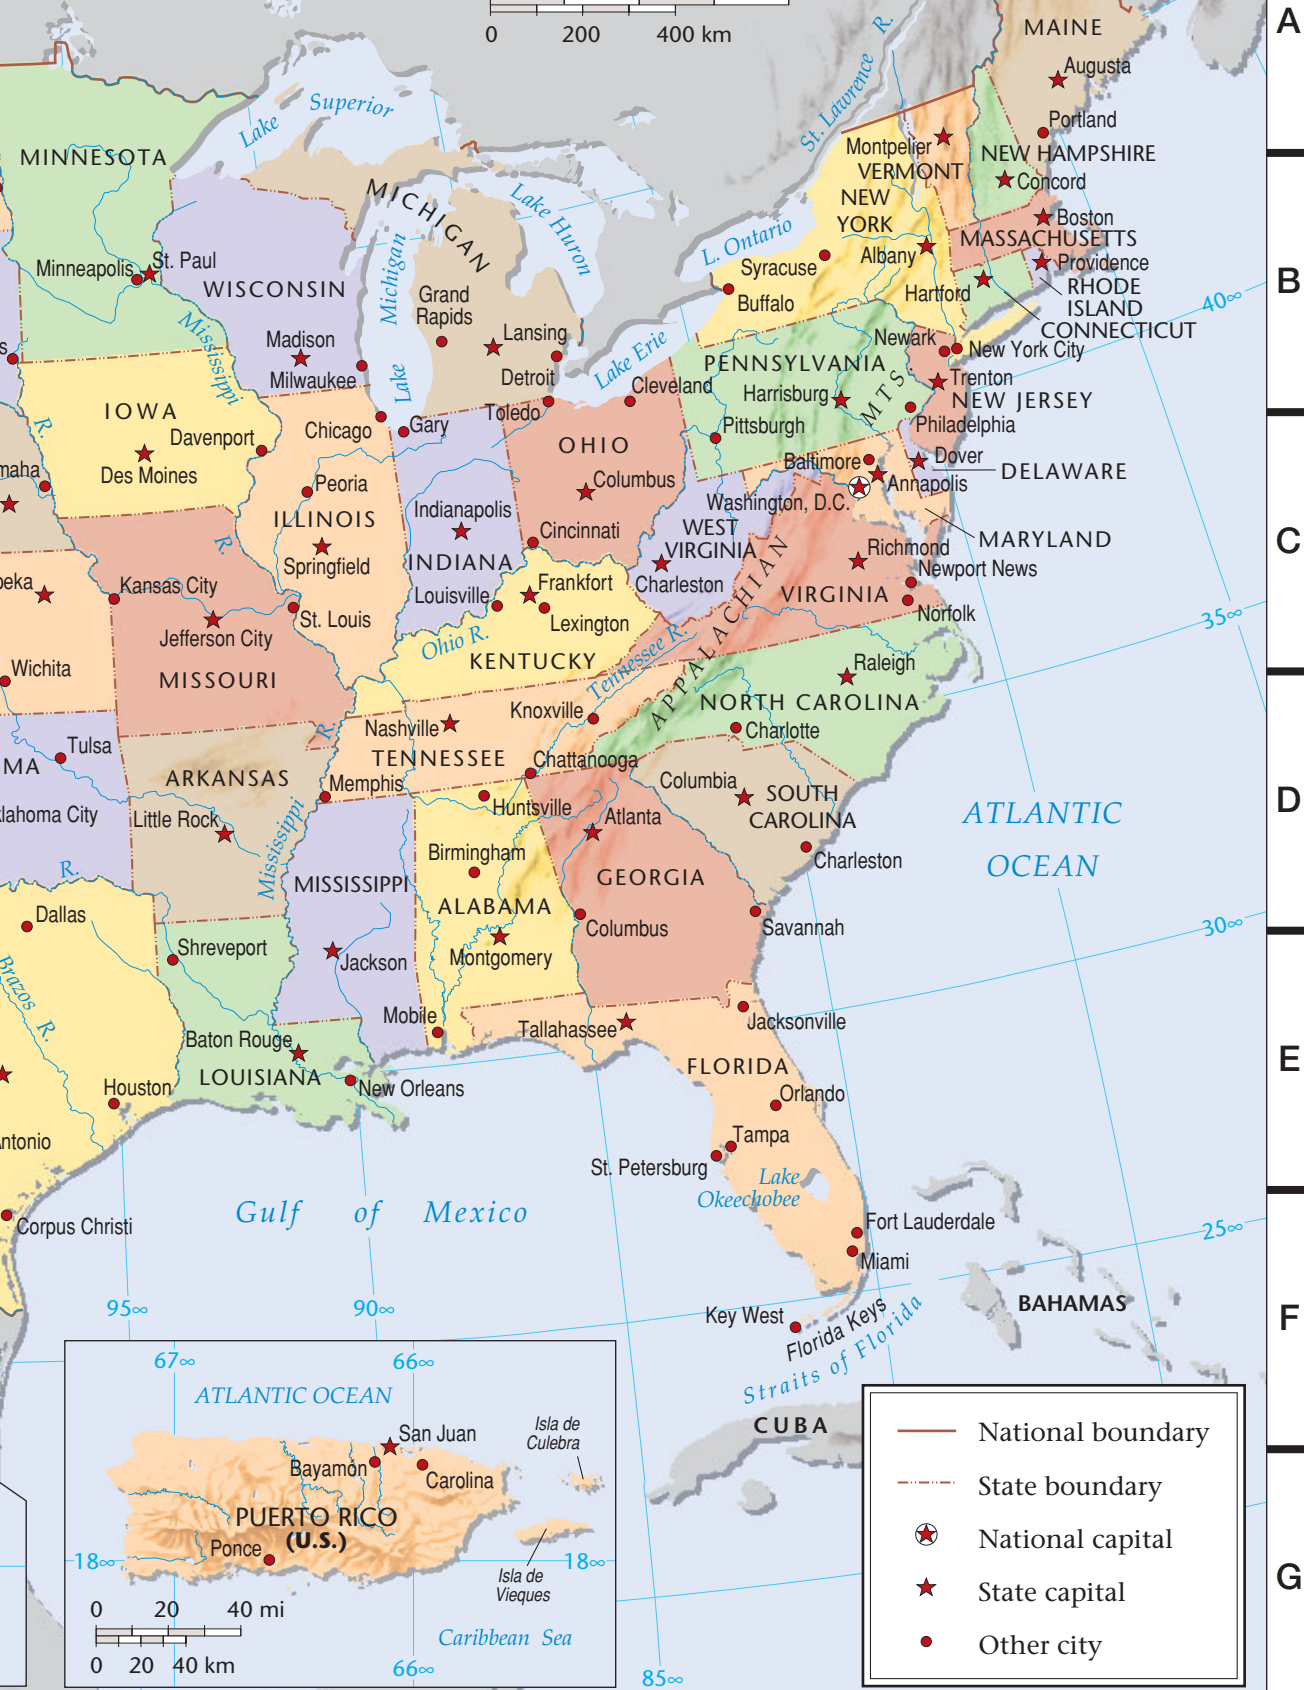 0 200 400 km
A
B
C
D
E
F
G
MAINE
Augusta
Portland
St. Lawrence R.
Lake Superior
MINNESOTA
Montpelier
VERMONT
NEW HAMPSHIRE
Concord
MICHIGAN
Lake Huron
NEW
YORK
Boston
MASSACHUSETTS
L. Ontario
Albany
Syracuse
Providence
RHODE
ISLAND
Hartford
CONNECTICUT
Buffalo
Minneapolis
St. Paul
WISCONSIN
Lake Michigan
Grand
Rapids
Lansing
Madison
Milwaukee
Detroit
Lake Erie
40∞
Mississippi R.
PENNSYLVANIA
Newark
New York City
Harrisburg
Trenton
NEW JERSEY
Cleveland
Toledo
IOWA
Davenport
Des Moines
Chicago
Gary
OHIO
Pittsburgh
APPALACHIAN MTS
Philadelphia
R.
maha
Peoria
ILLINOIS
Springfield
Indianapolis
INDIANA
Columbus
Cincinnati
Baltimore
Dover
DELAWARE
Annapolis
Washington, D.C.
MARYLAND
WEST
VIRGINIA
Charleston
Richmond
Newport News
VIRGINIA
Norfolk
35∞
s
peka
Kansas City
Jefferson City
St. Louis
MISSOURI
Louisville
Frankfort
Lexington
Ohio R.
KENTUCKY
Tennessee R.
Wichita
Raleigh
NORTH CAROLINA
Charlotte
Nashville
Knoxville
TENNESSEE
Chattanooga
Memphis
Tulsa
MA
klahoma City
R.
ARKANSAS
Little Rock
Mississippi R.
Huntsville
Columbia
SOUTH
CAROLINA
Charleston
Atlanta
GEORGIA
Columbus
Savannah
Birmingham
ALABAMA
Montgomery
MISSISSIPPI
Jackson
ATLANTIC
OCEAN
30∞
Dallas
Shreveport
Brazos R.
Mobile
Tallahassee
Jacksonville
Baton Rouge
LOUISIANA
New Orleans
Houston
FLORIDA
Orlando
Tampa
St. Petersburg
Lake
Okeechobee
ntonio
Corpus Christi
Gulf of Mexico
Fort Lauderdale
Miami
25∞
Key West
Florida Keys
Straits of Florida
BAHAMAS
CUBA
95∞
90∞
85∞
67∞
66∞
ATLANTIC OCEAN
San Juan
Bayamón
Carolina
Isla de
Culebra
PUERTO RICO
(U.S.)
Ponce
18∞
18∞
Isla de
Vieques
0 20 40 mi
0 20 40 km
Caribbean Sea
66∞
National boundary
State boundary
National capital
State capital
Other city